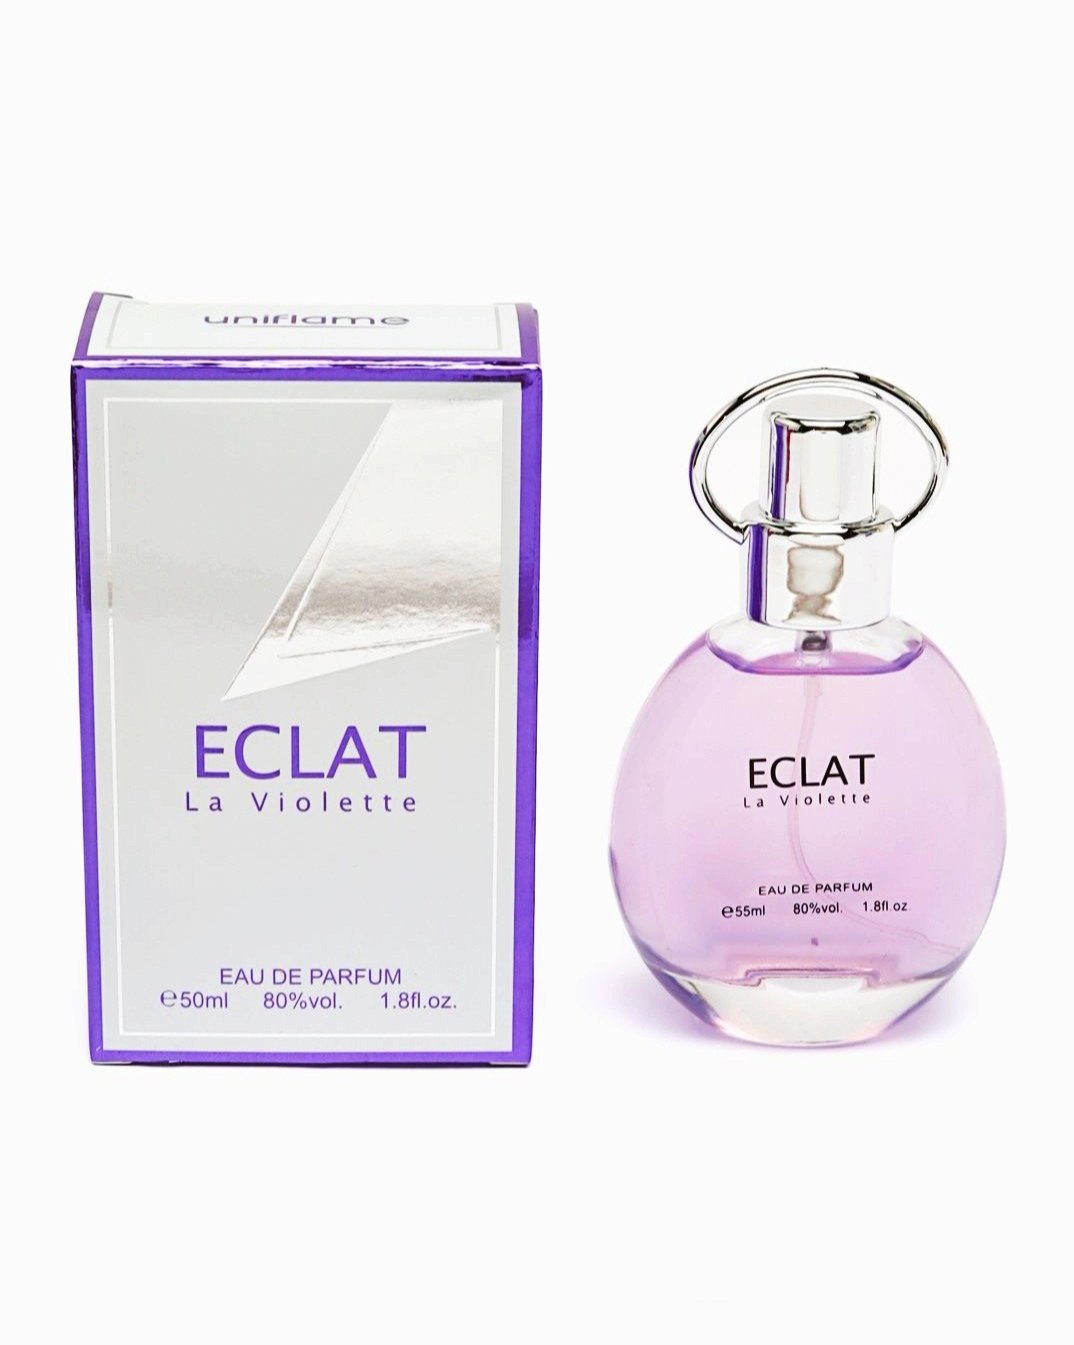 uniflame
ECLAT
La Violette
EAU DE PARFUM
℮50ml 80%vol. 1.8fl.oz.
ECLAT
La Violette
EAU DE PARFUM
℮55ml 80%vol. 1.8fl.oz.